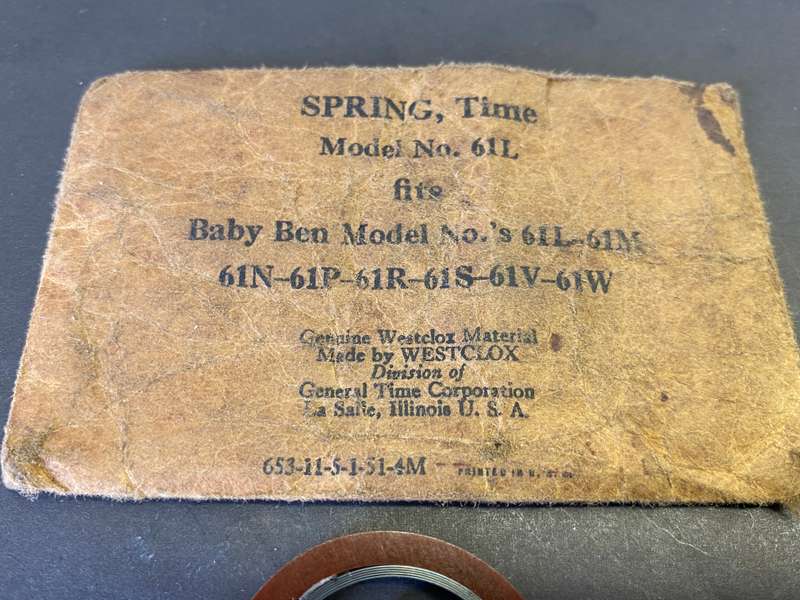 SPRING, Time
Model No. 61L
fits
Baby Ben Model No.'s 61L-61M
61N-61P-61R-61S-61V-61W
Genuine Westclox Material
Made by WESTCLOX
Division of
General Time Corporation
La Salle, Illinois U. S. A.
653-11-5-1-51-4M
PRINTED IN U.